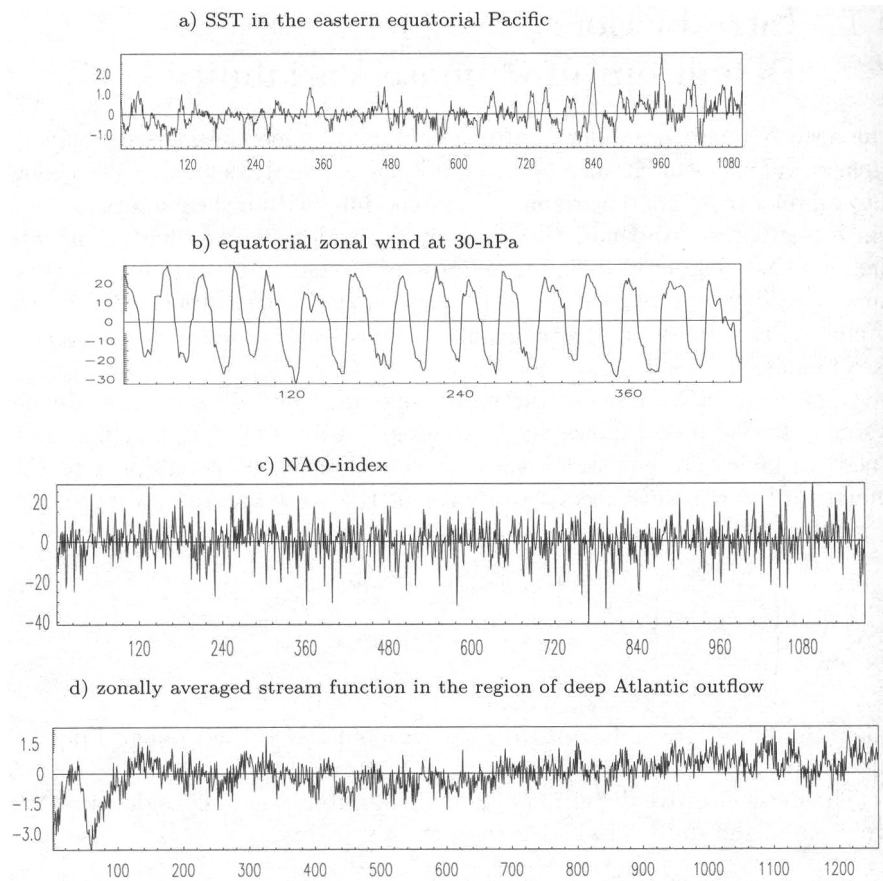 a) SST in the eastern equatorial Pacific
2.0
1.0
0
-1.0
120 240 360 480 600 720 840 960 1080
b) equatorial zonal wind at 30-hPa
20
10
0
-10
-20
-30
120 240 360
c) NAO-index
20
0
-20
-40
120 240 360 480 600 720 840 960 1080
d) zonally averaged stream function in the region of deep Atlantic outflow
1.5
0
-1.5
-3.0
100 200 300 400 500 600 700 800 900 1000 1100 1200